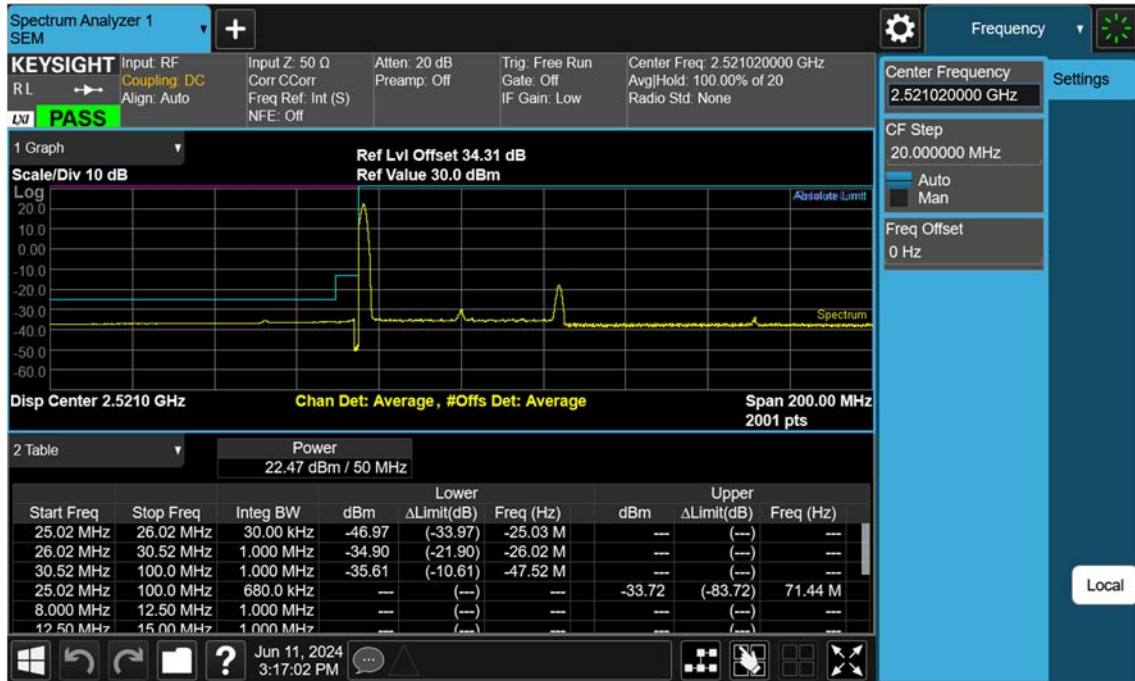 Spectrum Analyzer 1
SEM
Frequency
KEYSIGHT
RL
LXI PASS
Input: RF
Coupling: DC
Align: Auto
Input Z: 50 Ω
Corr CCorr
Freq Ref: Int (S)
NFE: Off
Atten: 20 dB
Preamp: Off
Trig: Free Run
Gate: Off
IF Gain: Low
Center Freq: 2.521020000 GHz
Avg|Hold: 100.00% of 20
Radio Std: None
Center Frequency
2.521020000 GHz
Settings
CF Step
20.000000 MHz
Auto
Man
Freq Offset
0 Hz
Local
1 Graph
Scale/Div 10 dB
Ref Lvl Offset 34.31 dB
Ref Value 30.0 dBm
Log
20.0
10.0
0.00
-10.0
-20.0
-30.0
-40.0
-50.0
-60.0
Absolute Limit
Spectrum
Disp Center 2.5210 GHz
Chan Det: Average, #Offs Det: Average
Span 200.00 MHz
2001 pts
2 Table
Power
22.47 dBm / 50 MHz
Lower Upper
Start Freq Stop Freq Integ BW dBm ΔLimit(dB) Freq (Hz) dBm ΔLimit(dB) Freq (Hz)
25.02 MHz 26.02 MHz 30.00 kHz -46.97 (-33.97) -25.03 M --- (---) ---
26.02 MHz 30.52 MHz 1.000 MHz -34.90 (-21.90) -26.02 M --- (---) ---
30.52 MHz 100.0 MHz 1.000 MHz -35.61 (-10.61) -47.52 M --- (---) ---
25.02 MHz 100.0 MHz 680.0 kHz --- (---) --- -33.72 (-83.72) 71.44 M
8.000 MHz 12.50 MHz 1.000 MHz --- (---) --- --- (---) ---
12.50 MHz 15.00 MHz 1.000 MHz --- (---) --- --- (---) ---
?
Jun 11, 2024
3:17:02 PM